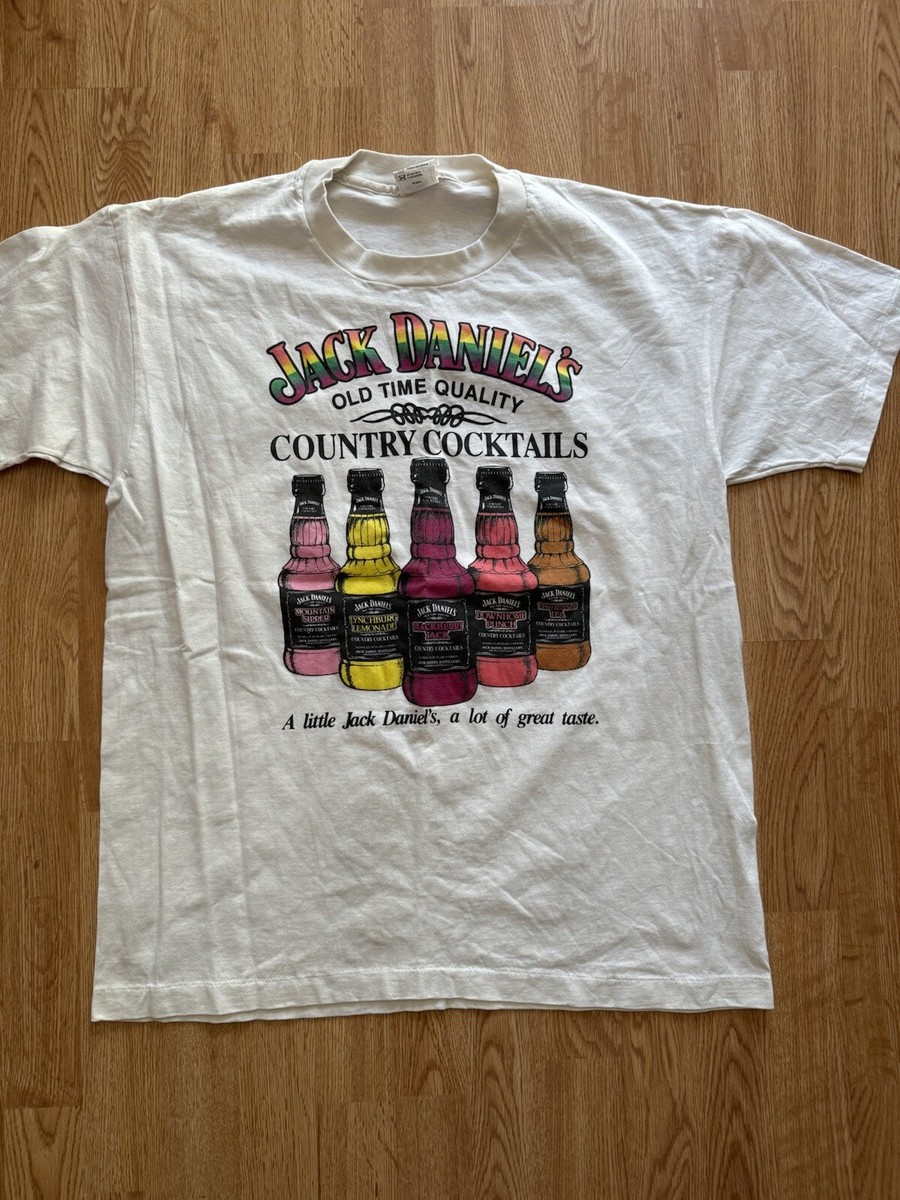 JACK DANIEL'S
OLD TIME QUALITY
COUNTRY COCKTAILS
JACK DANIEL'S
MOUNTAIN
SIPPER
COUNTRY COCKTAILS
JACK DANIEL'S
LYNCHBURG
LEMONADE
COUNTRY COCKTAILS
JACK DANIEL'S
BLACKBERRY
JACK
COUNTRY COCKTAILS
JACK DANIEL'S
DOWNHOME
PUNCH
COUNTRY COCKTAILS
JACK DANIEL'S
TEA
COUNTRY COCKTAILS
A little Jack Daniel's, a lot of great taste.